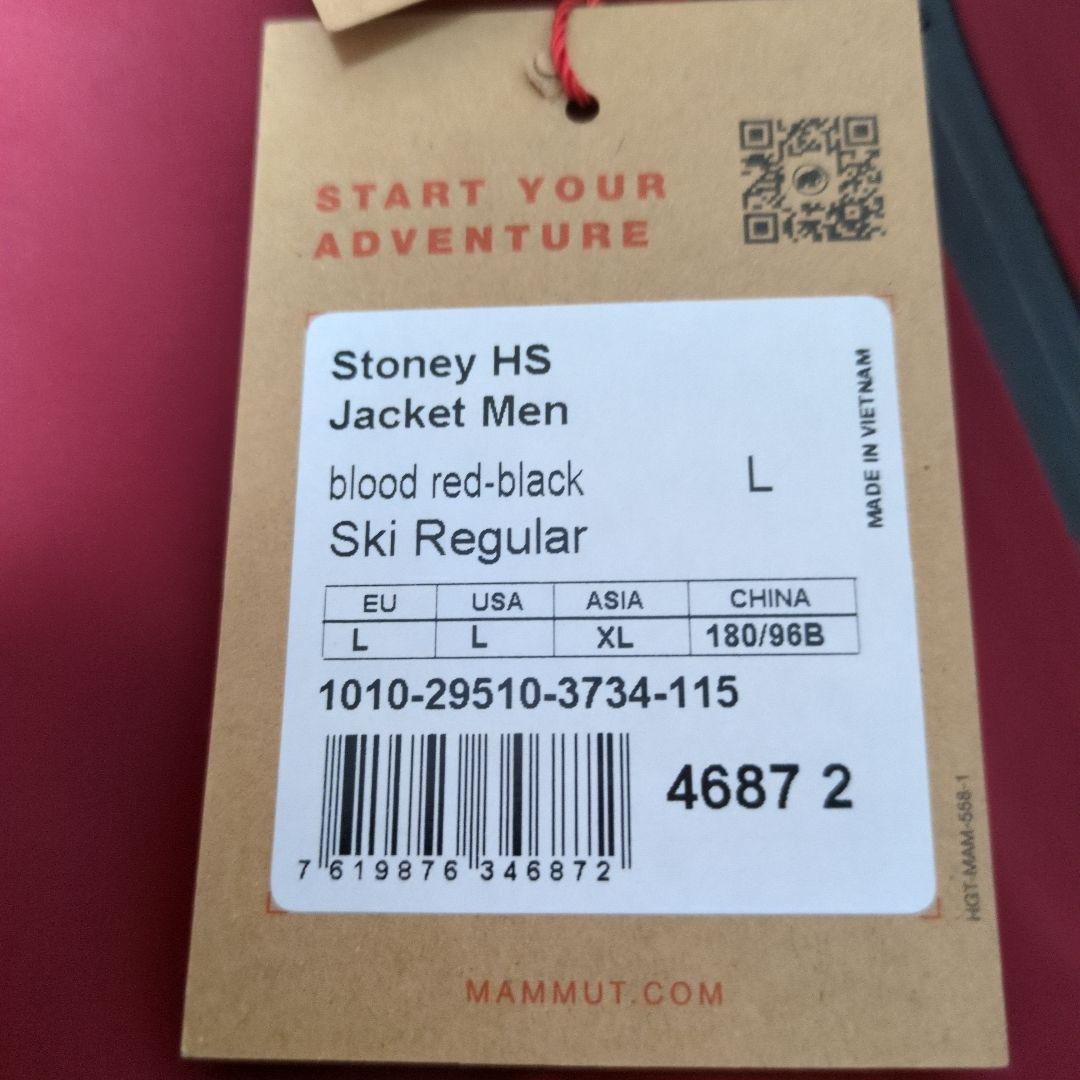 START YOUR
ADVENTURE
Stoney HS
Jacket Men
blood red-black
L
Ski Regular
MADE IN VIETNAM
EU USA ASIA CHINA
L L XL 180/96B
1010-29510-3734-115
4687 2
7 619876 346872
HGT-MAM-558-1
MAMMUT.COM